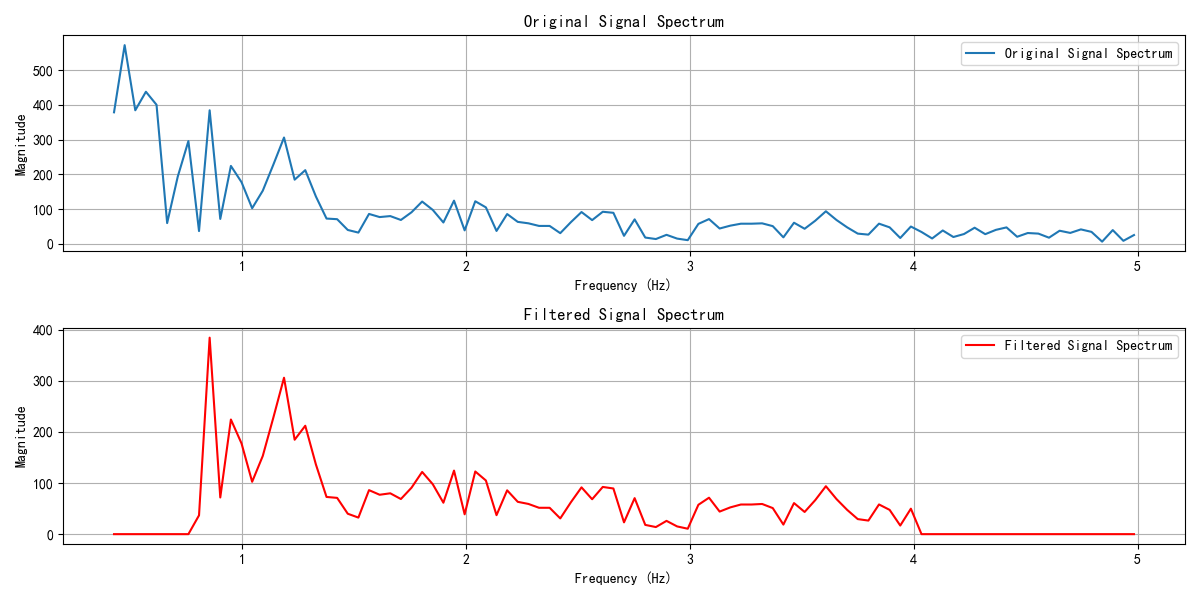 Original Signal Spectrum
Original Signal Spectrum
Magnitude
500
400
300
200
100
0
1 2 3 4 5
Frequency (Hz)
Filtered Signal Spectrum
Filtered Signal Spectrum
Magnitude
400
300
200
100
0
1 2 3 4 5
Frequency (Hz)